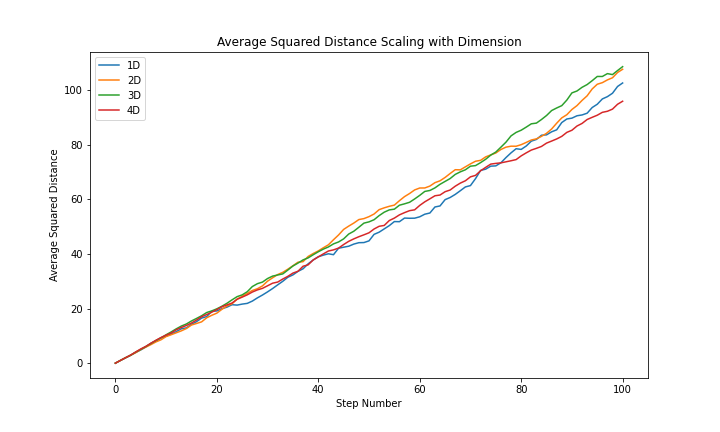 Average Squared Distance Scaling with Dimension
1D
2D
3D
4D
Average Squared Distance
100
80
60
40
20
0
0 20 40 60 80 100
Step Number